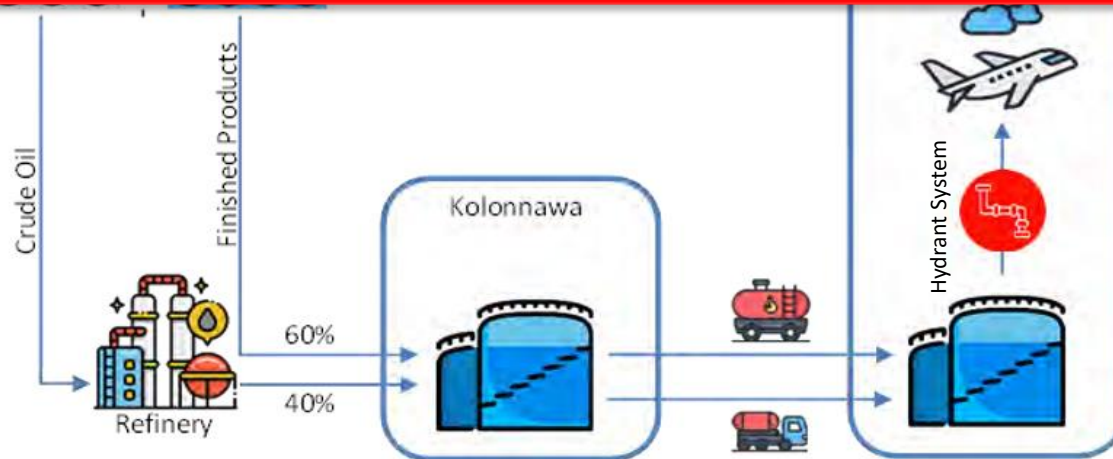 Crude Oil
Finished Products
Kolonnawa
Hydrant System
60%
40%
Refinery